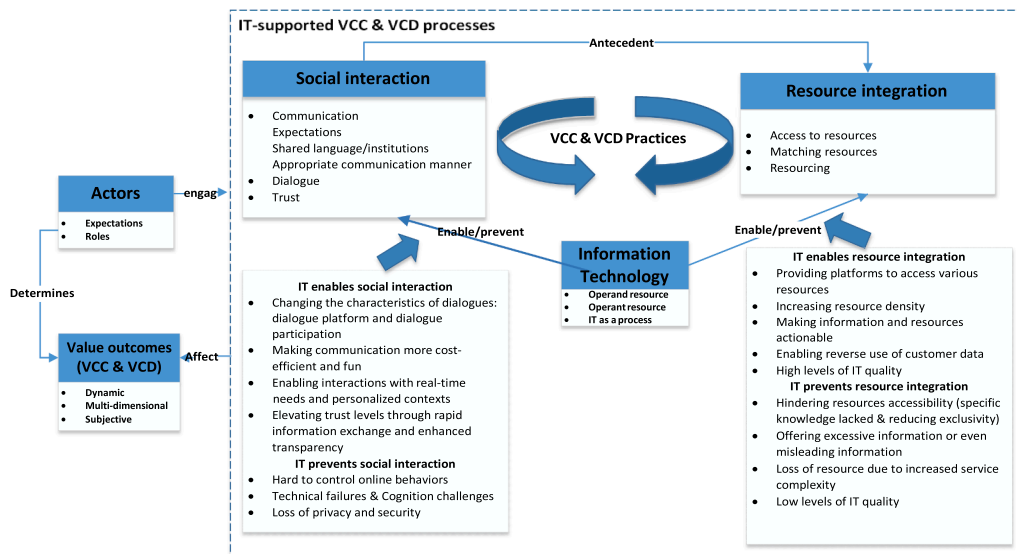 IT-supported VCC & VCD processes
Antecedent
Social interaction
Communication
Expectations
Shared language/institutions
Appropriate communication manner
Dialogue
Trust
VCC & VCD Practices
Resource integration
Access to resources
Matching resources
Resourcing
Actors
Expectations
Roles
engag
Determines
Value outcomes
(VCC & VCD)
Dynamic
Multi-dimensional
Subjective
Affect
Enable/prevent
Information
Technology
Operand resource
Operant resource
IT as a process
Enable/prevent
IT enables social interaction
Changing the characteristics of dialogues:
dialogue platform and dialogue
participation
Making communication more cost-
efficient and fun
Enabling interactions with real-time
needs and personalized contexts
Elevating trust levels through rapid
information exchange and enhanced
transparency
IT prevents social interaction
Hard to control online behaviors
Technical failures & Cognition challenges
Loss of privacy and security
IT enables resource integration
Providing platforms to access various
resources
Increasing resource density
Making information and resources
actionable
Enabling reverse use of customer data
High levels of IT quality
IT prevents resource integration
Hindering resources accessibility (specific
knowledge lacked & reducing exclusivity)
Offering excessive information or even
misleading information
Loss of resource due to increased service
complexity
Low levels of IT quality